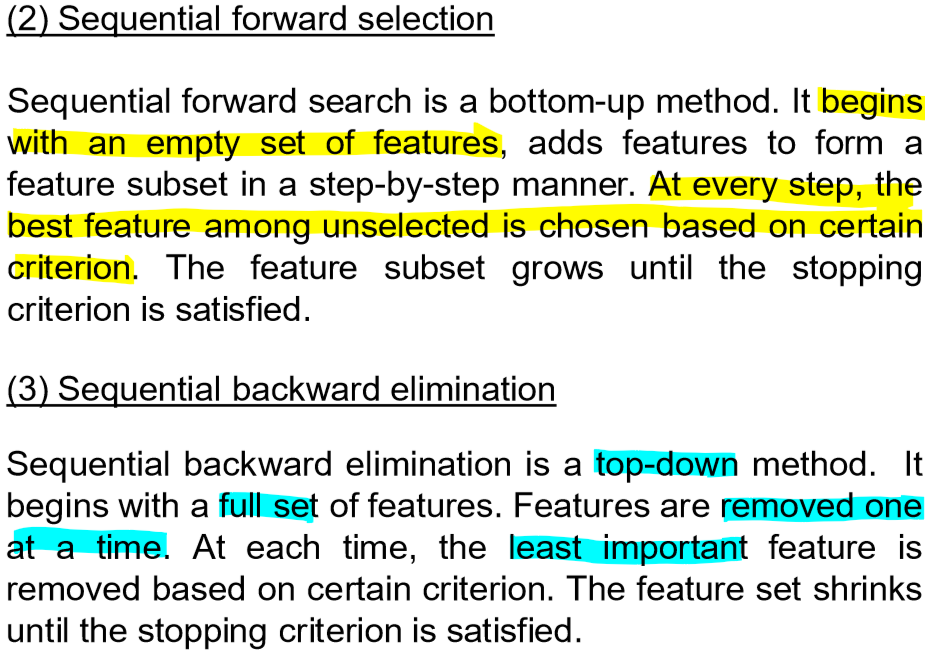 (2) Sequential forward selection
Sequential forward search is a bottom-up method. It begins
with an empty set of features, adds features to form a
feature subset in a step-by-step manner. At every step, the
best feature among unselected is chosen based on certain
criterion. The feature subset grows until the stopping
criterion is satisfied.
(3) Sequential backward elimination
Sequential backward elimination is a top-down method. It
begins with a full set of features. Features are removed one
at a time. At each time, the least important feature is
removed based on certain criterion. The feature set shrinks
until the stopping criterion is satisfied.